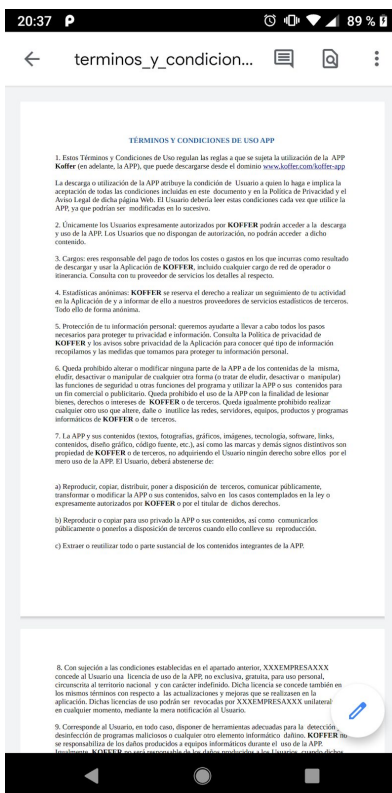 20:37
89 %
terminos_y_condicion...
TÉRMINOS Y CONDICIONES DE USO APP
1. Estos Términos y Condiciones de Uso regulan las reglas a que se sujeta la utilización de la APP
Koffer (en adelante, la APP), que puede descargarse desde el dominio www.koffer.com/koffer-app
La descarga o utilización de la APP atribuye la condición de Usuario a quien lo haga e implica la
aceptación de todas las condiciones incluidas en este documento y en la Política de Privacidad y el
Aviso Legal de dicha página Web. El Usuario debería leer estas condiciones cada vez que utilice la
APP, ya que podrían ser modificadas en lo sucesivo.
2. Únicamente los Usuarios expresamente autorizados por KOFFER podrán acceder a la descarga
y uso de la APP. Los Usuarios que no dispongan de autorización, no podrán acceder a dicho
contenido.
3. Cargos: eres responsable del pago de todos los costes o gastos en los que incurras como resultado
de descargar y usar la Aplicación de KOFFER, incluido cualquier cargo de red de operador o
itinerancia. Consulta con tu proveedor de servicios los detalles al respecto.
4. Estadísticas anónimas: KOFFER se reserva el derecho a realizar un seguimiento de tu actividad
en la Aplicación de y a informar de ello a nuestros proveedores de servicios estadísticos de terceros.
Todo ello de forma anónima.
5. Protección de tu información personal: queremos ayudarte a llevar a cabo todos los pasos
necesarios para proteger tu privacidad e información. Consulta la Política de privacidad de
KOFFER y los avisos sobre privacidad de la Aplicación para conocer qué tipo de información
recopilamos y las medidas que tomamos para proteger tu información personal.
6. Queda prohibido alterar o modificar ninguna parte de la APP a de los contenidas de la misma,
eludir, desactivar o manipular de cualquier otra forma (o tratar de eludir, desactivar o manipular)
las funciones de seguridad u otras funciones del programa y utilizar la APP o sus contenidos para
un fin comercial o publicitario. Queda prohibido el uso de la APP con la finalidad de lesionar
bienes, derechos o intereses de KOFFER o de terceros. Queda igualmente prohibido realizar
cualquier otro uso que altere, dañe o inutilice las redes, servidores, equipos, productos y programas
informáticos de KOFFER o de terceros.
7. La APP y sus contenidos (textos, fotografías, gráficos, imágenes, tecnología, software, links,
contenidos, diseño gráfico, código fuente, etc.), así como las marcas y demás signos distintivos son
propiedad de KOFFER o de terceros, no adquiriendo el Usuario ningún derecho sobre ellos por el
mero uso de la APP. El Usuario, deberá abstenerse de:
a) Reproducir, copiar, distribuir, poner a disposición de terceros, comunicar públicamente,
transformar o modificar la APP o sus contenidos, salvo en los casos contemplados en la ley o
expresamente autorizados por KOFFER o por el titular de dichos derechos.
b) Reproducir o copiar para uso privado la APP o sus contenidos, así como comunicarlos
públicamente o ponerlos a disposición de terceros cuando ello conlleve su reproducción.
c) Extraer o reutilizar todo o parte sustancial de los contenidos integrantes de la APP.
8. Con sujeción a las condiciones establecidas en el apartado anterior, XXXEMPRESAXXX
concede al Usuario una licencia de uso de la APP, no exclusiva, gratuita, para uso personal,
circunscrita al territorio nacional y con carácter indefinido. Dicha licencia se concede también en
los mismos términos con respecto a las actualizaciones y mejoras que se realizasen en la
aplicación. Dichas licencias de uso podrán ser revocadas por XXXEMPRESAXXX unilateral
en cualquier momento, mediante la mera notificación al Usuario.
9. Corresponde al Usuario, en todo caso, disponer de herramientas adecuadas para la detección
desinfección de programas maliciosos o cualquier otro elemento informático dañino. KOFFER no
se responsabiliza de los daños producidos a equipos informáticos durante el uso de la APP.
Igualmente, KOFFER no será responsable de los daños producidos a los Usuarios cuando dichos